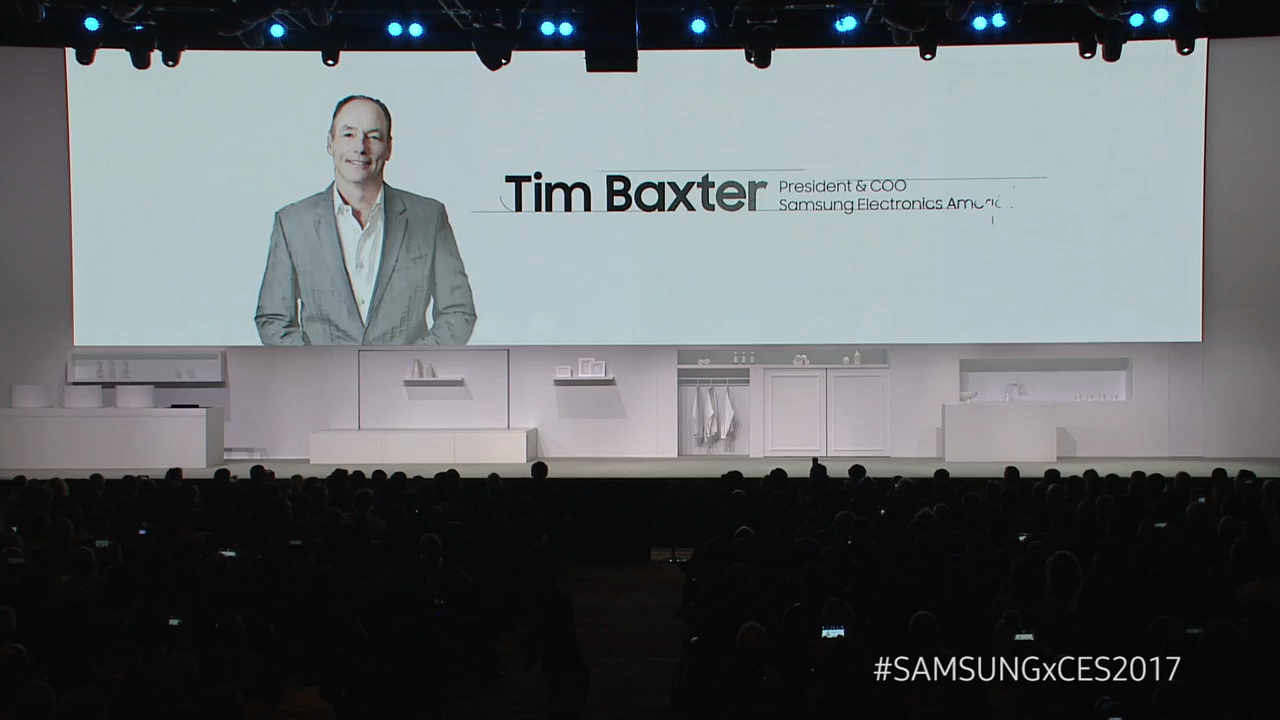 Tim Baxter
President & COO
Samsung Electronics
#SAMSUNGxCES2017